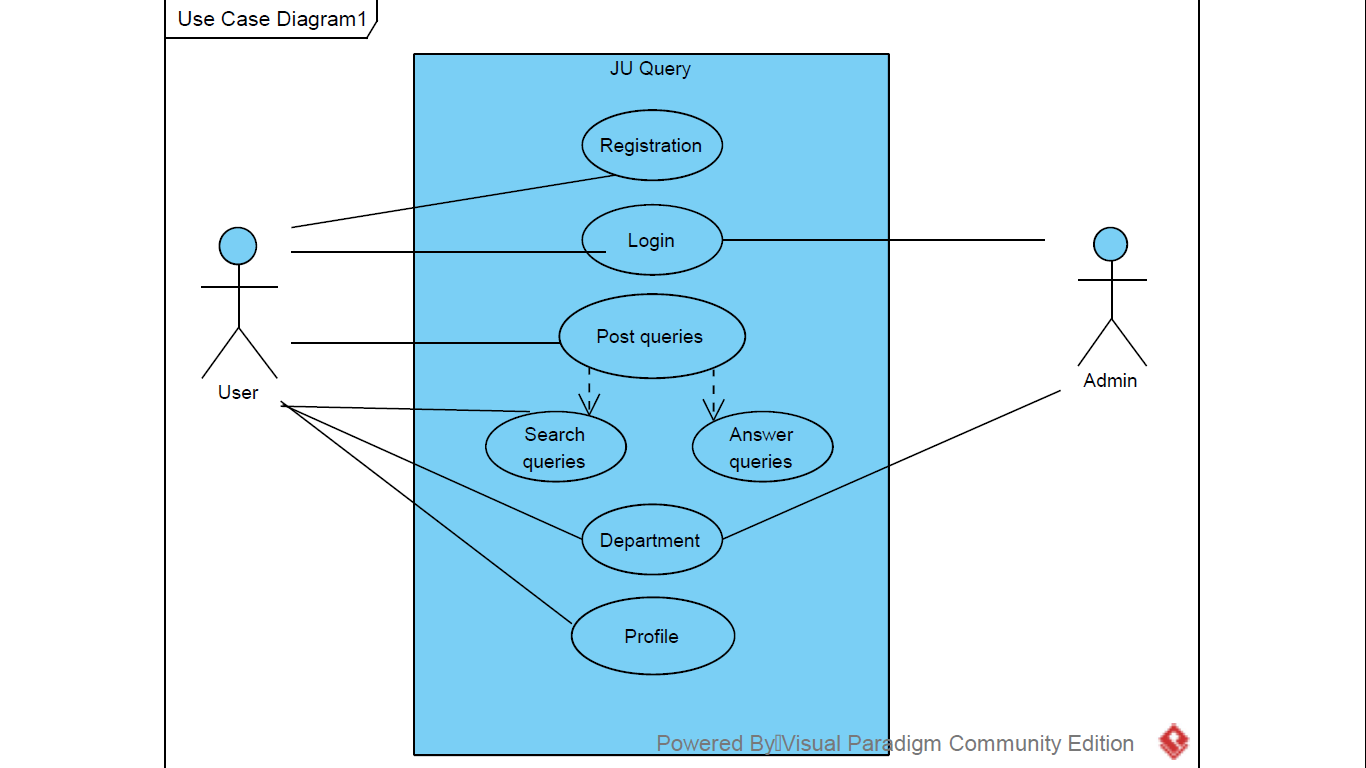 Use Case Diagram1
JU Query
Registration
Login
Post queries
User
Admin
Search
queries
Answer
queries
Department
Profile
Powered By Visual Paradigm Community Edition